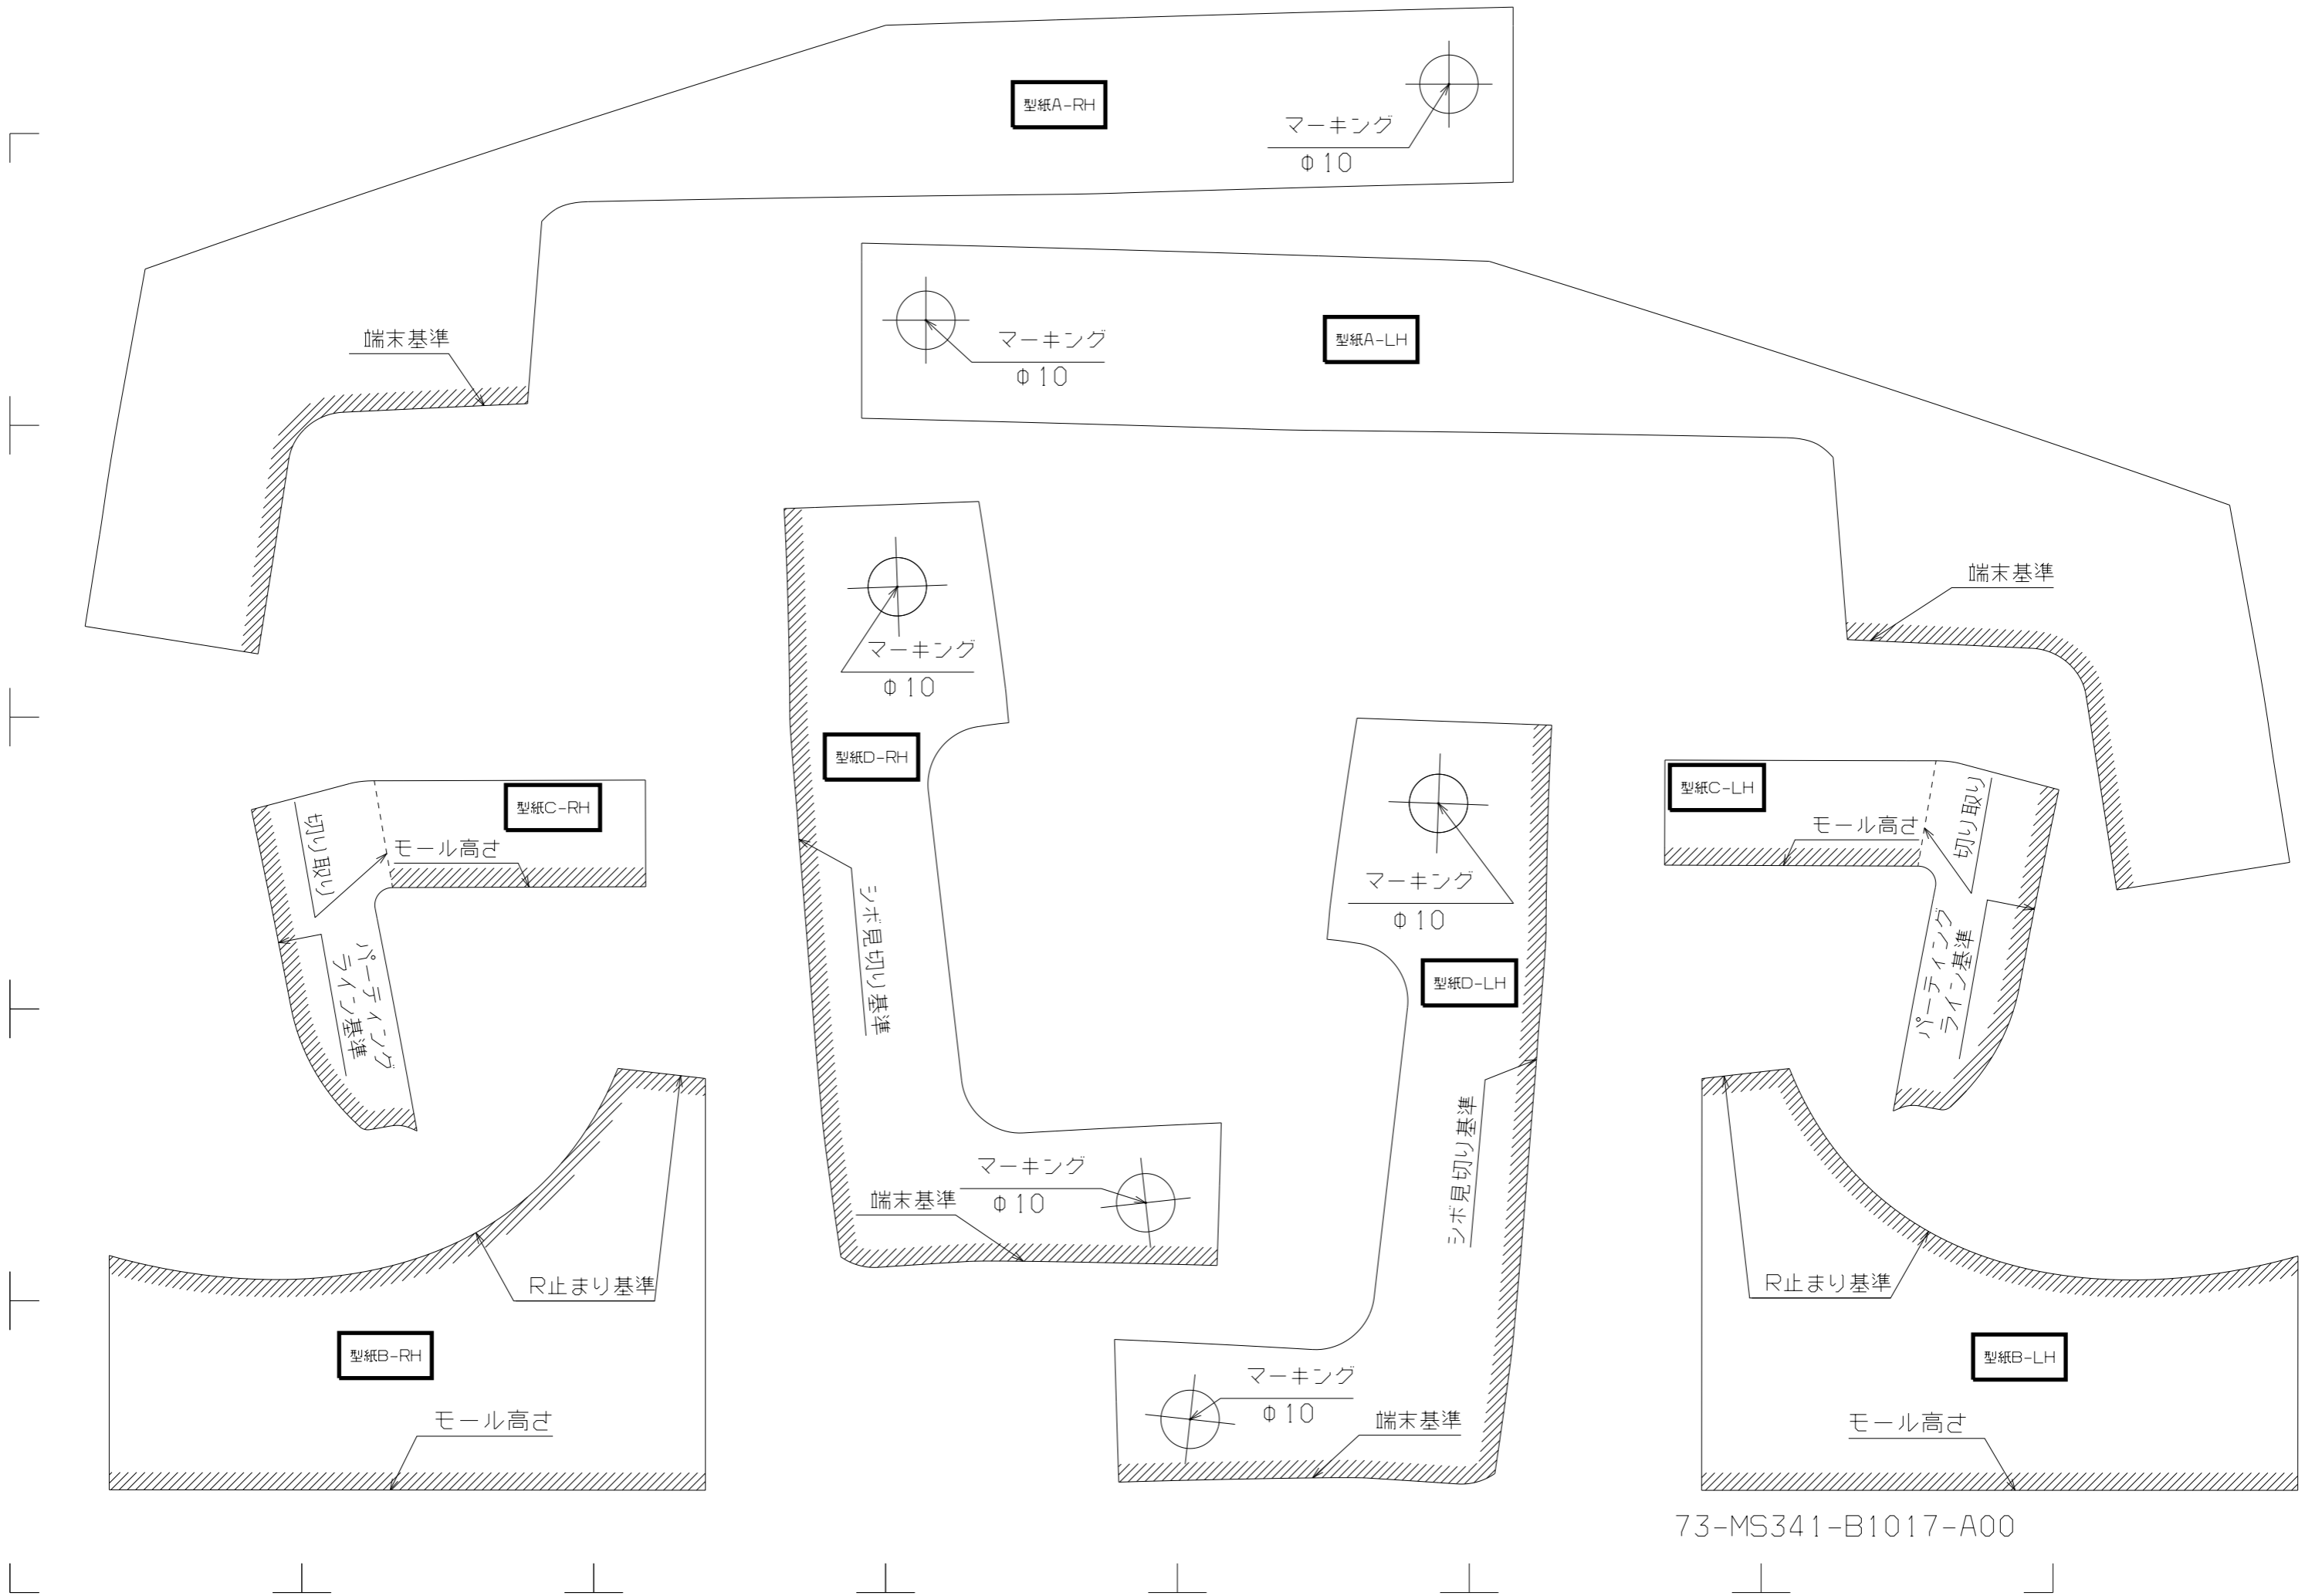 型紙A-RH
マーキング
φ10
端末基準
マーキング
φ10
型紙A-LH
端末基準
マーキング
φ10
型紙D-RH
シボ見切り基準
マーキング
φ10
端末基準
型紙C-RH
切り取り
モール高さ
パーティング
ライン基準
マーキング
φ10
型紙D-LH
シボ見切り基準
マーキング
φ10
端末基準
型紙C-LH
モール高さ
切り取り
パーティング
ライン基準
R止まり基準
型紙B-RH
モール高さ
R止まり基準
型紙B-LH
モール高さ
73-MS341-B1017-A00